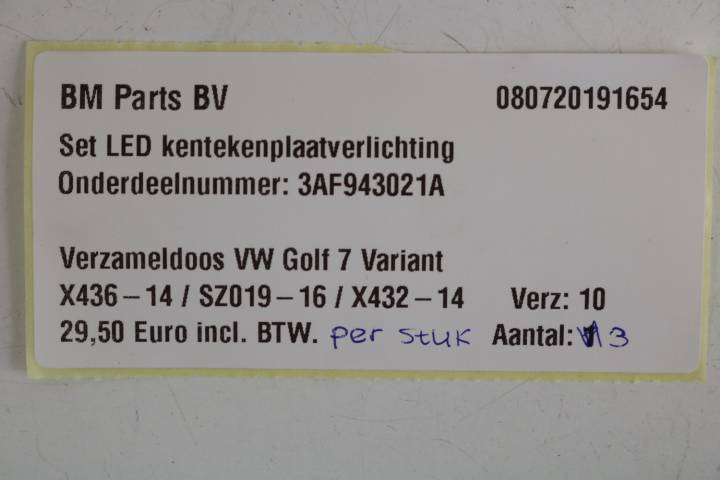 BM Parts BV 080720191654
Set LED kentekenplaatverlichting
Onderdeelnummer: 3AF943021A
Verzameldoos VW Golf 7 Variant
X436 – 14 / SZ019 – 16 / X432 – 14 Verz: 10
29,50 Euro incl. BTW. per stuk Aantal: 3